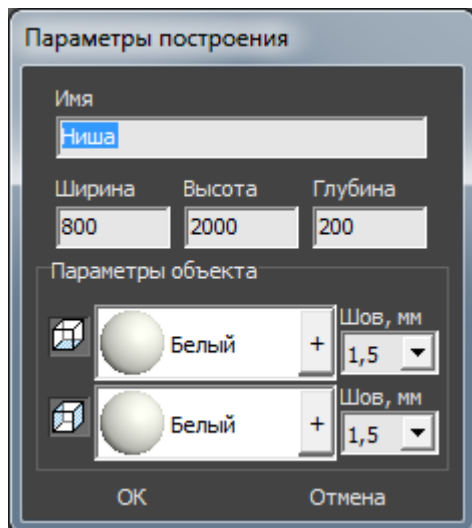 Параметры построения
Имя
Ниша
Ширина Высота Глубина
800 2000 200
Параметры объекта
Шов, мм
Белый + 1,5
Шов, мм
Белый + 1,5
ОК Отмена